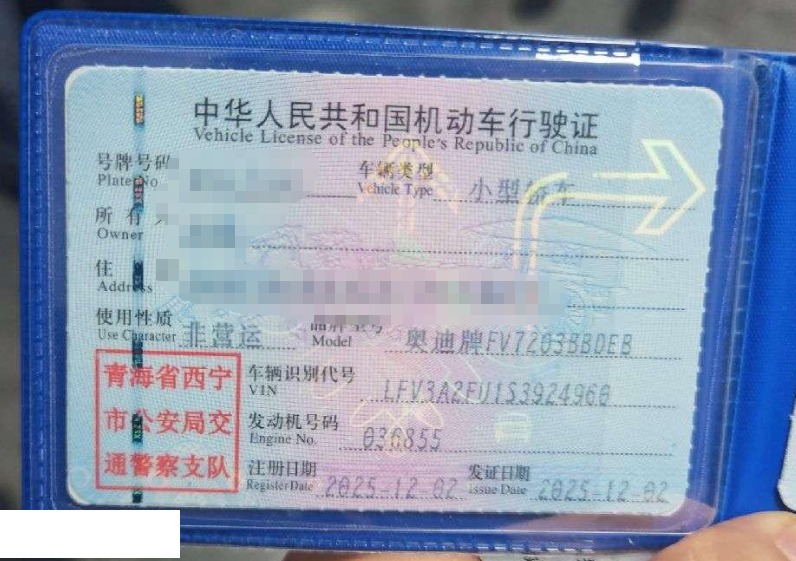 中华人民共和国机动车行驶证
Vehicle License of the People's Republic of China
号牌号码
Plate No
车辆类型 小型轿车
Vehicle Type
所有
Owner
住
Address
使用性质 非营运
Use Character
品牌型号 奥迪牌FV7203BBDEB
Model
青海省西宁
市公安局交
通警察支队
车辆识别代号 LFV3A2FU1S3924960
VIN
发动机号码 036855
Engine No.
注册日期 2025-12-02
Register Date
发证日期 2025-12-02
Issue Date